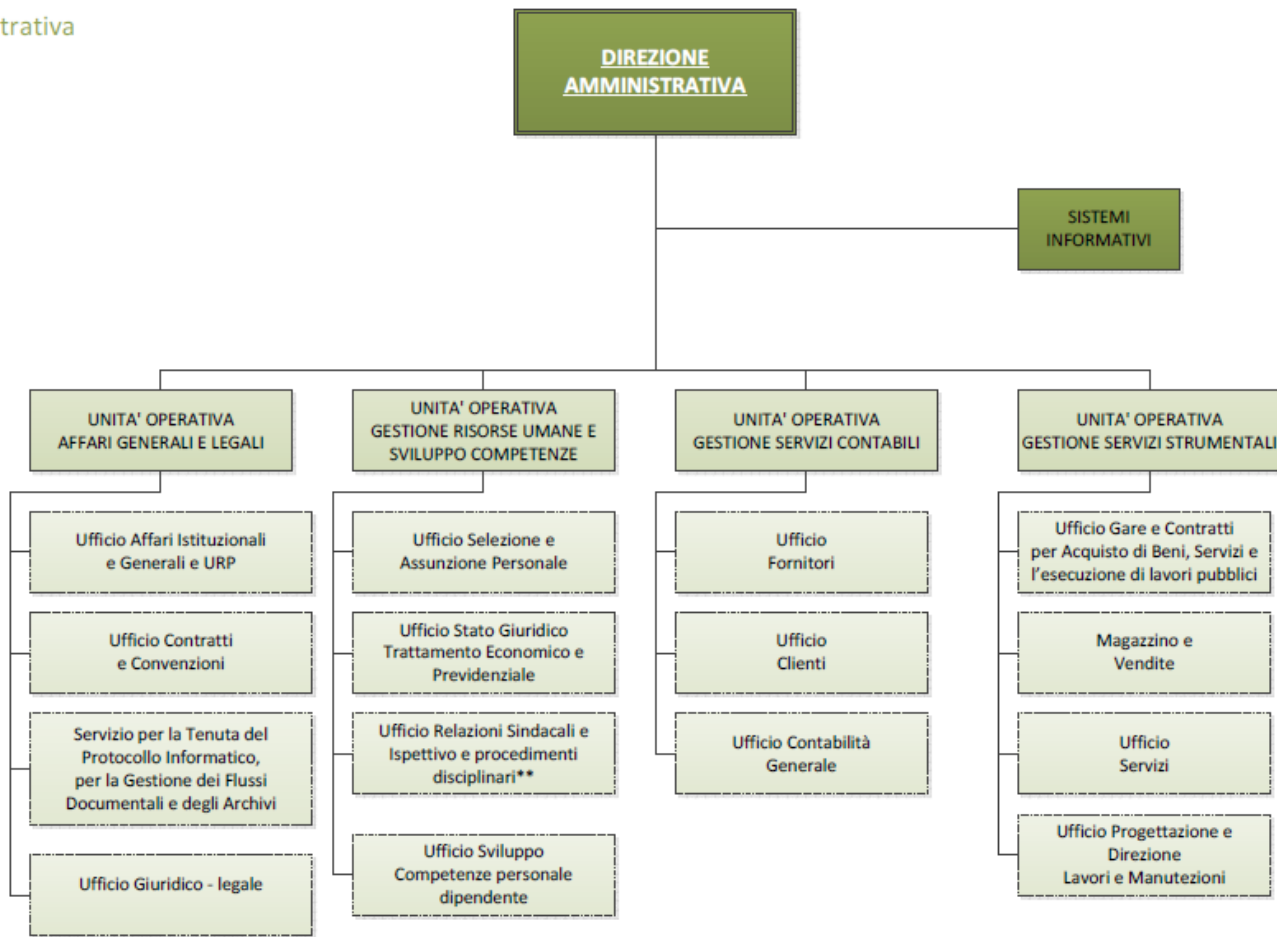 trativa
DIREZIONE
AMMINISTRATIVA
SISTEMI
INFORMATIVI
UNITA' OPERATIVA
AFFARI GENERALI E LEGALI
UNITA' OPERATIVA
GESTIONE RISORSE UMANE E
SVILUPPO COMPETENZE
UNITA' OPERATIVA
GESTIONE SERVIZI CONTABILI
UNITA' OPERATIVA
GESTIONE SERVIZI STRUMENTALI
Ufficio Affari Istituzionali
e Generali e URP
Ufficio Contratti
e Convenzioni
Servizio per la Tenuta del
Protocollo Informatico,
per la Gestione dei Flussi
Documentali e degli Archivi
Ufficio Giuridico - legale
Ufficio Selezione e
Assunzione Personale
Ufficio Stato Giuridico
Trattamento Economico e
Previdenziale
Ufficio Relazioni Sindacali e
Ispettivo e procedimenti
disciplinari**
Ufficio Sviluppo
Competenze personale
dipendente
Ufficio
Fornitori
Ufficio
Clienti
Ufficio Contabilità
Generale
Ufficio Gare e Contratti
per Acquisto di Beni, Servizi e
l'esecuzione di lavori pubblici
Magazzino e
Vendite
Ufficio
Servizi
Ufficio Progettazione e
Direzione
Lavori e Manutezioni